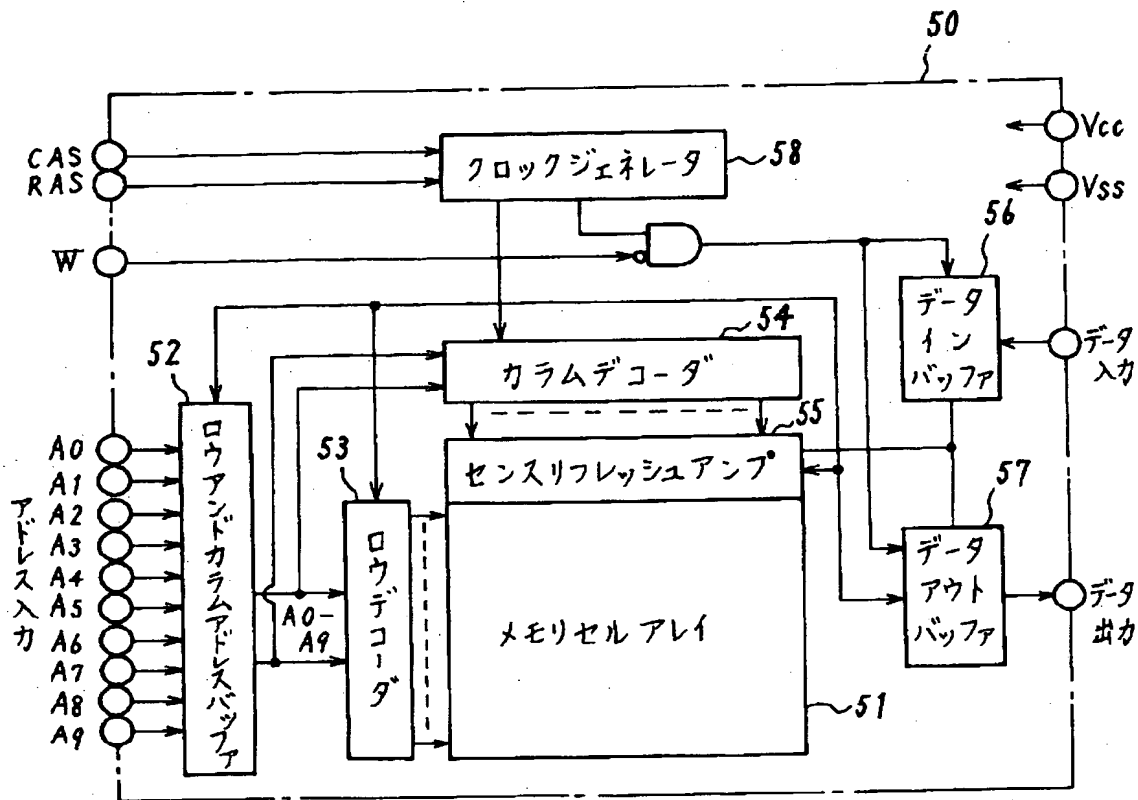 50
CAS
RAS
W̅
クロックジェネレータ
58
Vcc
Vss
56
データ
イン
バッファ
データ
入力
54
カラムデコーダ
55
センスリフレッシュアンプ
52
ロウアンドカラムアドレスバッファ
53
ロウデコーダ
A0-
A9
アドレス入力
A0
A1
A2
A3
A4
A5
A6
A7
A8
A9
メモリセルアレイ
51
57
データ
アウト
バッファ
データ
出力